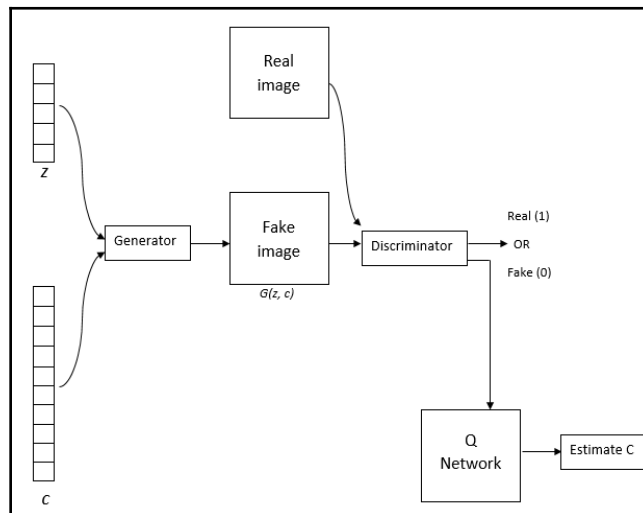 Real
image
z
Generator
Fake
image
G(z, c)
Discriminator
Real (1)
OR
Fake (0)
Q
Network
Estimate C
c